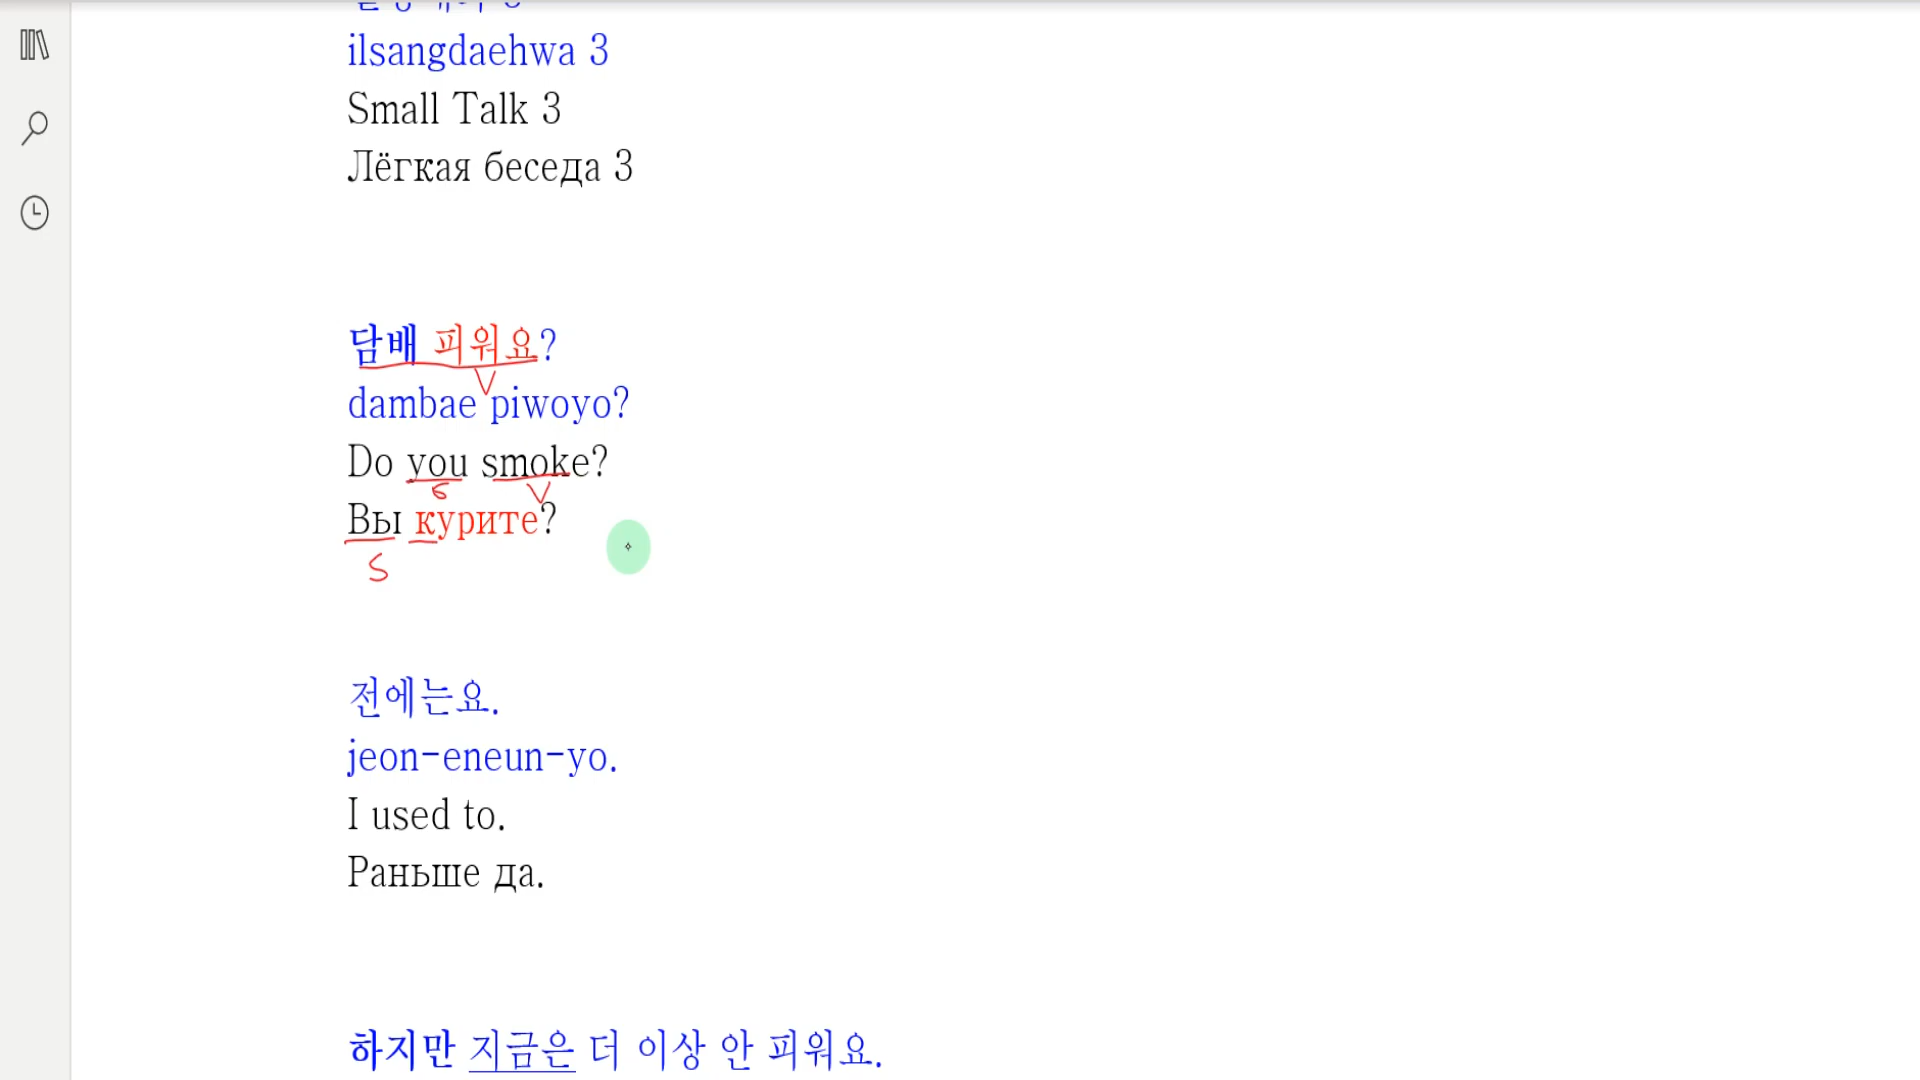 ilsangdaehwa 3
Small Talk 3
Лёгкая беседа 3
담배 피워요?
V
dambae piwoyo?
Do you smoke?
V
Вы курите?
S
전에는요.
jeon-eneun-yo.
I used to.
Раньше да.
하지만 지금은 더 이상 안 피워요.